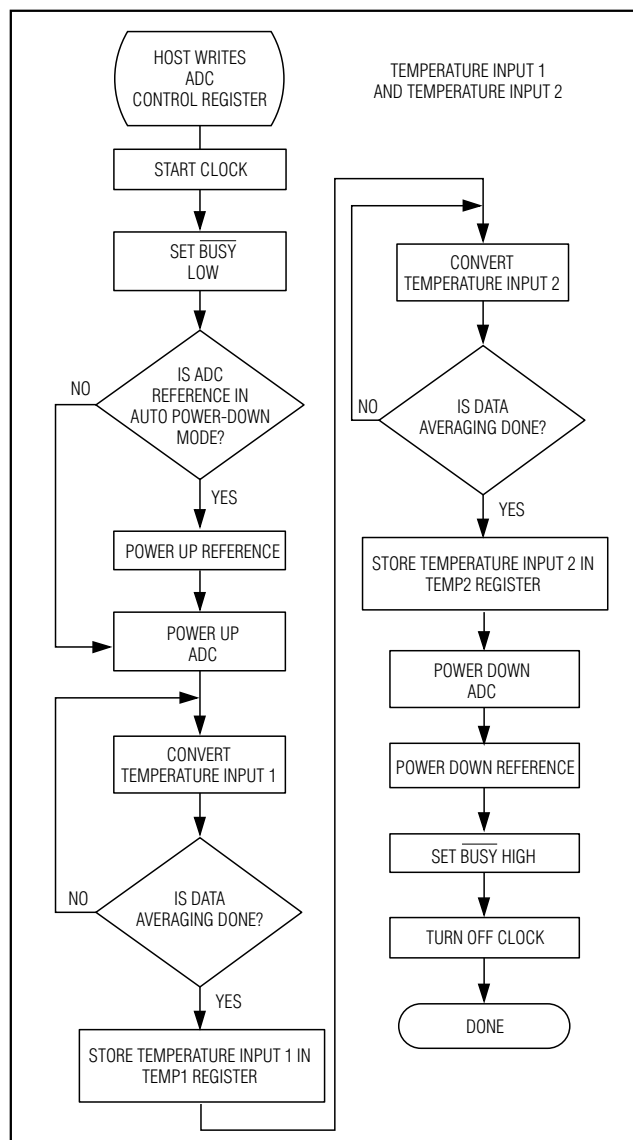 HOST WRITES
ADC
CONTROL REGISTER
START CLOCK
SET B̅U̅S̅Y̅
LOW
IS ADC
REFERENCE IN
AUTO POWER-DOWN
MODE?
NO
YES
POWER UP REFERENCE
POWER UP
ADC
CONVERT
TEMPERATURE INPUT 1
IS DATA
AVERAGING DONE?
NO
YES
STORE TEMPERATURE INPUT 1 IN
TEMP1 REGISTER
TEMPERATURE INPUT 1
AND TEMPERATURE INPUT 2
CONVERT
TEMPERATURE INPUT 2
IS DATA
AVERAGING DONE?
NO
YES
STORE TEMPERATURE INPUT 2 IN
TEMP2 REGISTER
POWER DOWN
ADC
POWER DOWN REFERENCE
SET B̅U̅S̅Y̅ HIGH
TURN OFF CLOCK
DONE